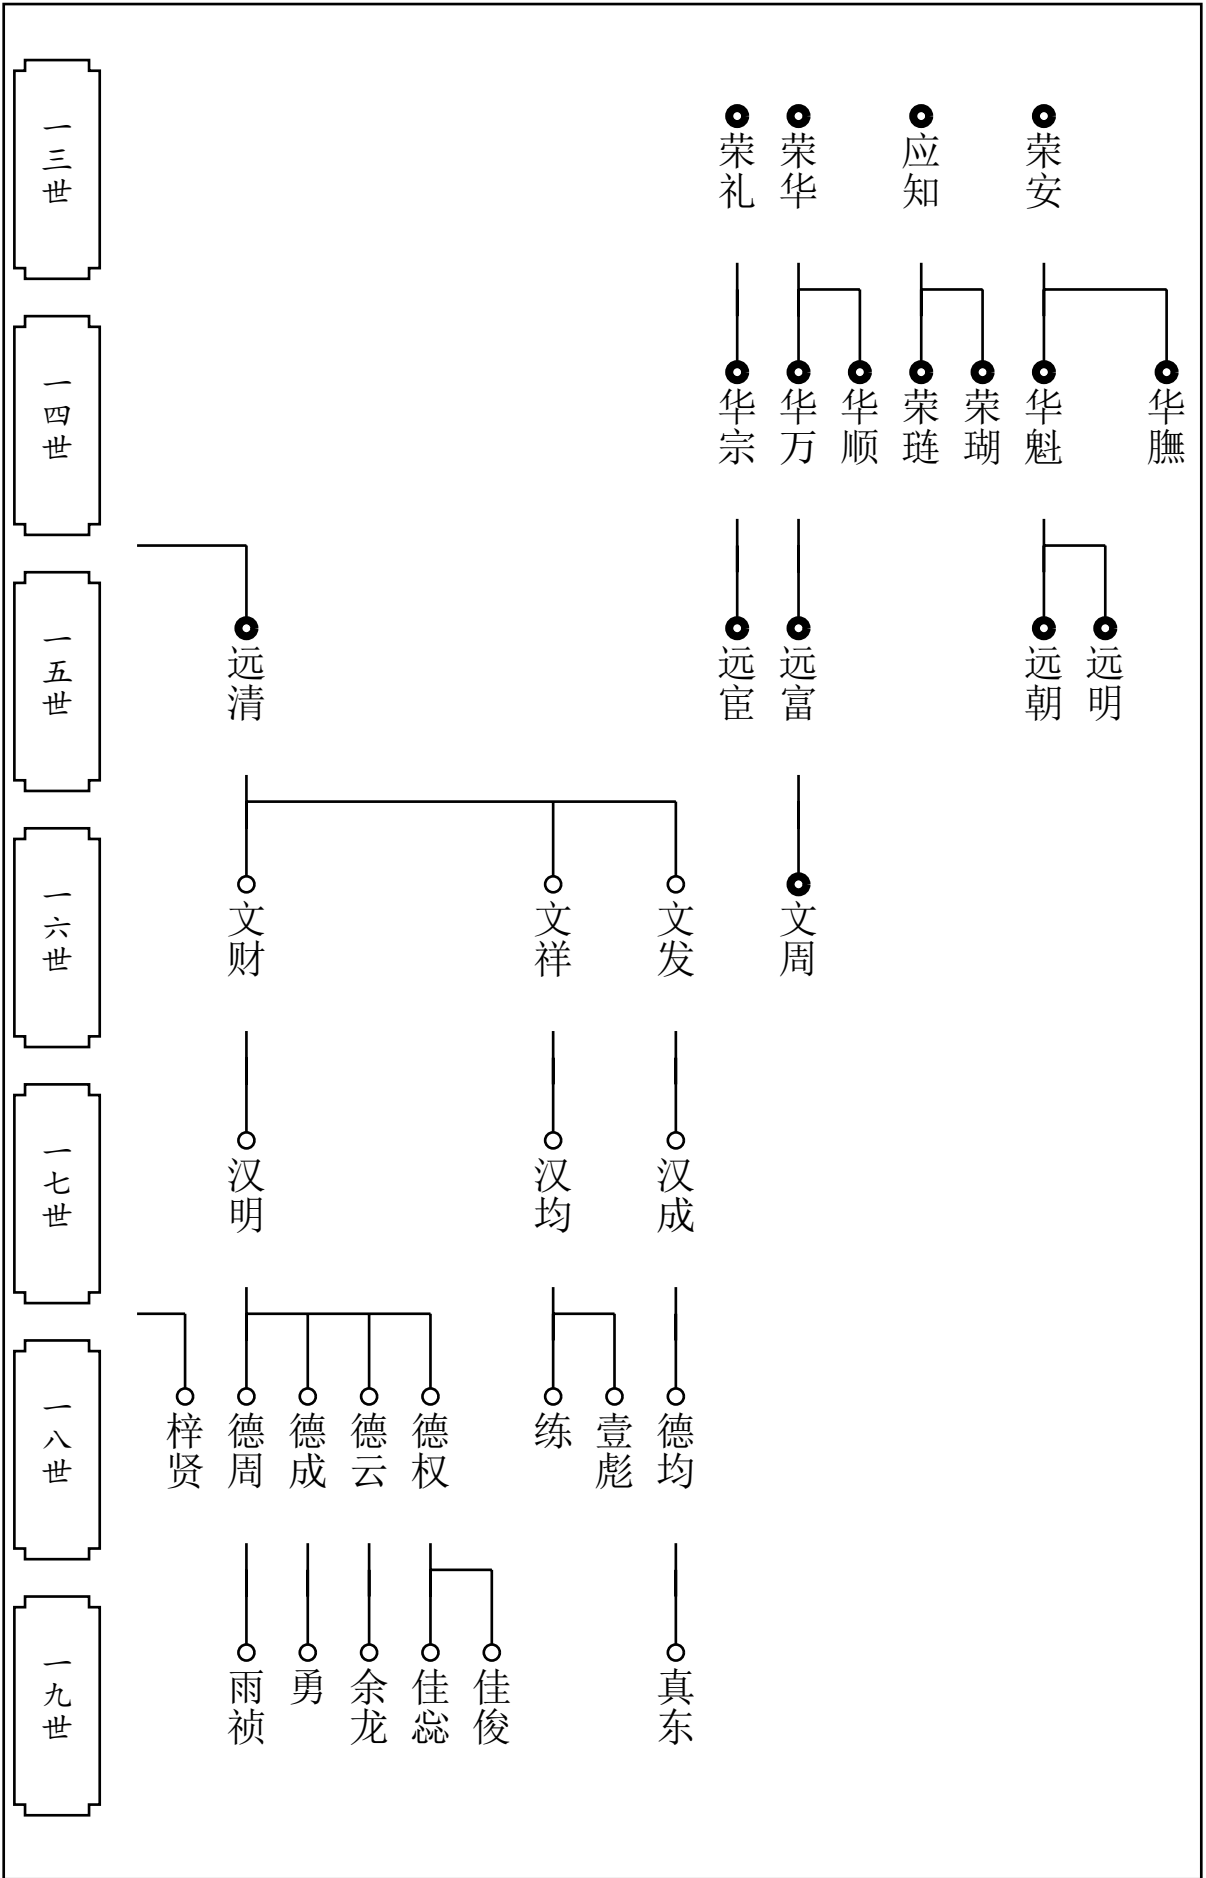 一三世
荣安
应知
荣华
荣礼
一四世
华膴
华魁
荣瑚
荣琏
华顺
华万
华宗
一五世
远明
远朝
远富
远宦
远清
一六世
文周
文发
文祥
文财
一七世
汉成
汉均
汉明
一八世
德均
壹彪
练
德权
德云
德成
德周
梓贤
一九世
真东
佳俊
佳惢
余龙
勇
雨祯